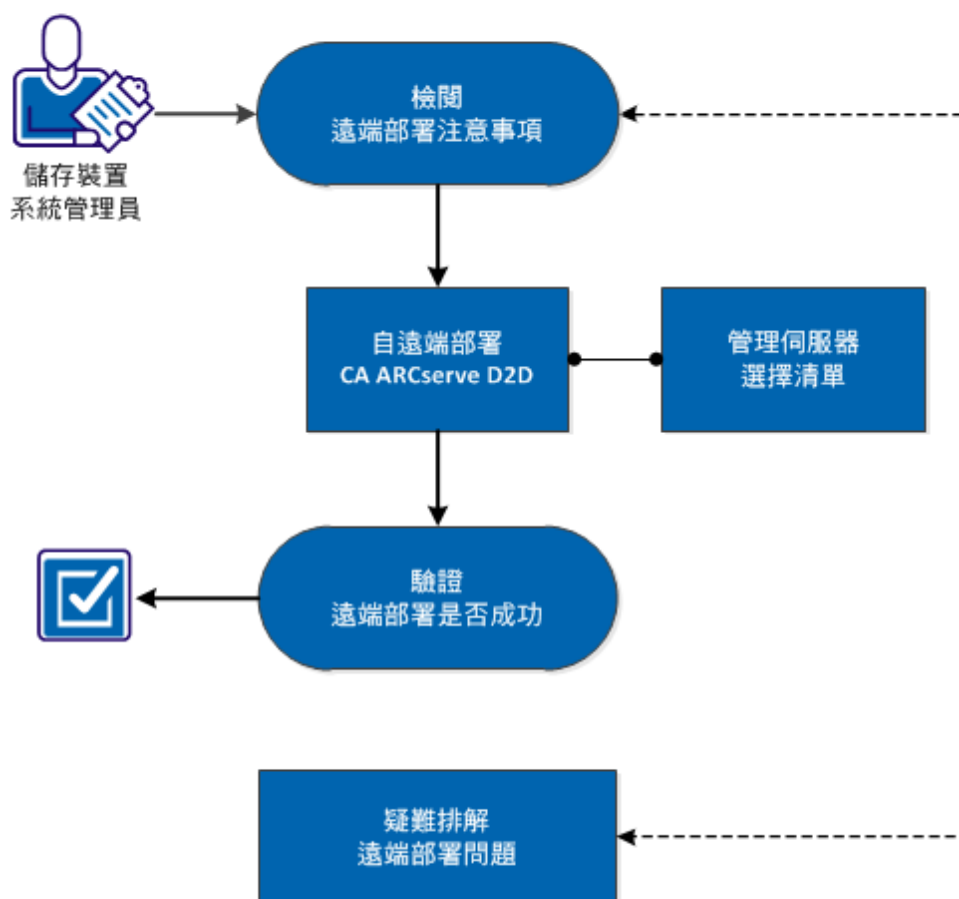 檢閱
遠端部署注意事項
儲存裝置
系統管理員
自遠端部署
CA ARCserve D2D
管理伺服器
選擇清單
驗證
遠端部署是否成功
疑難排解
遠端部署問題